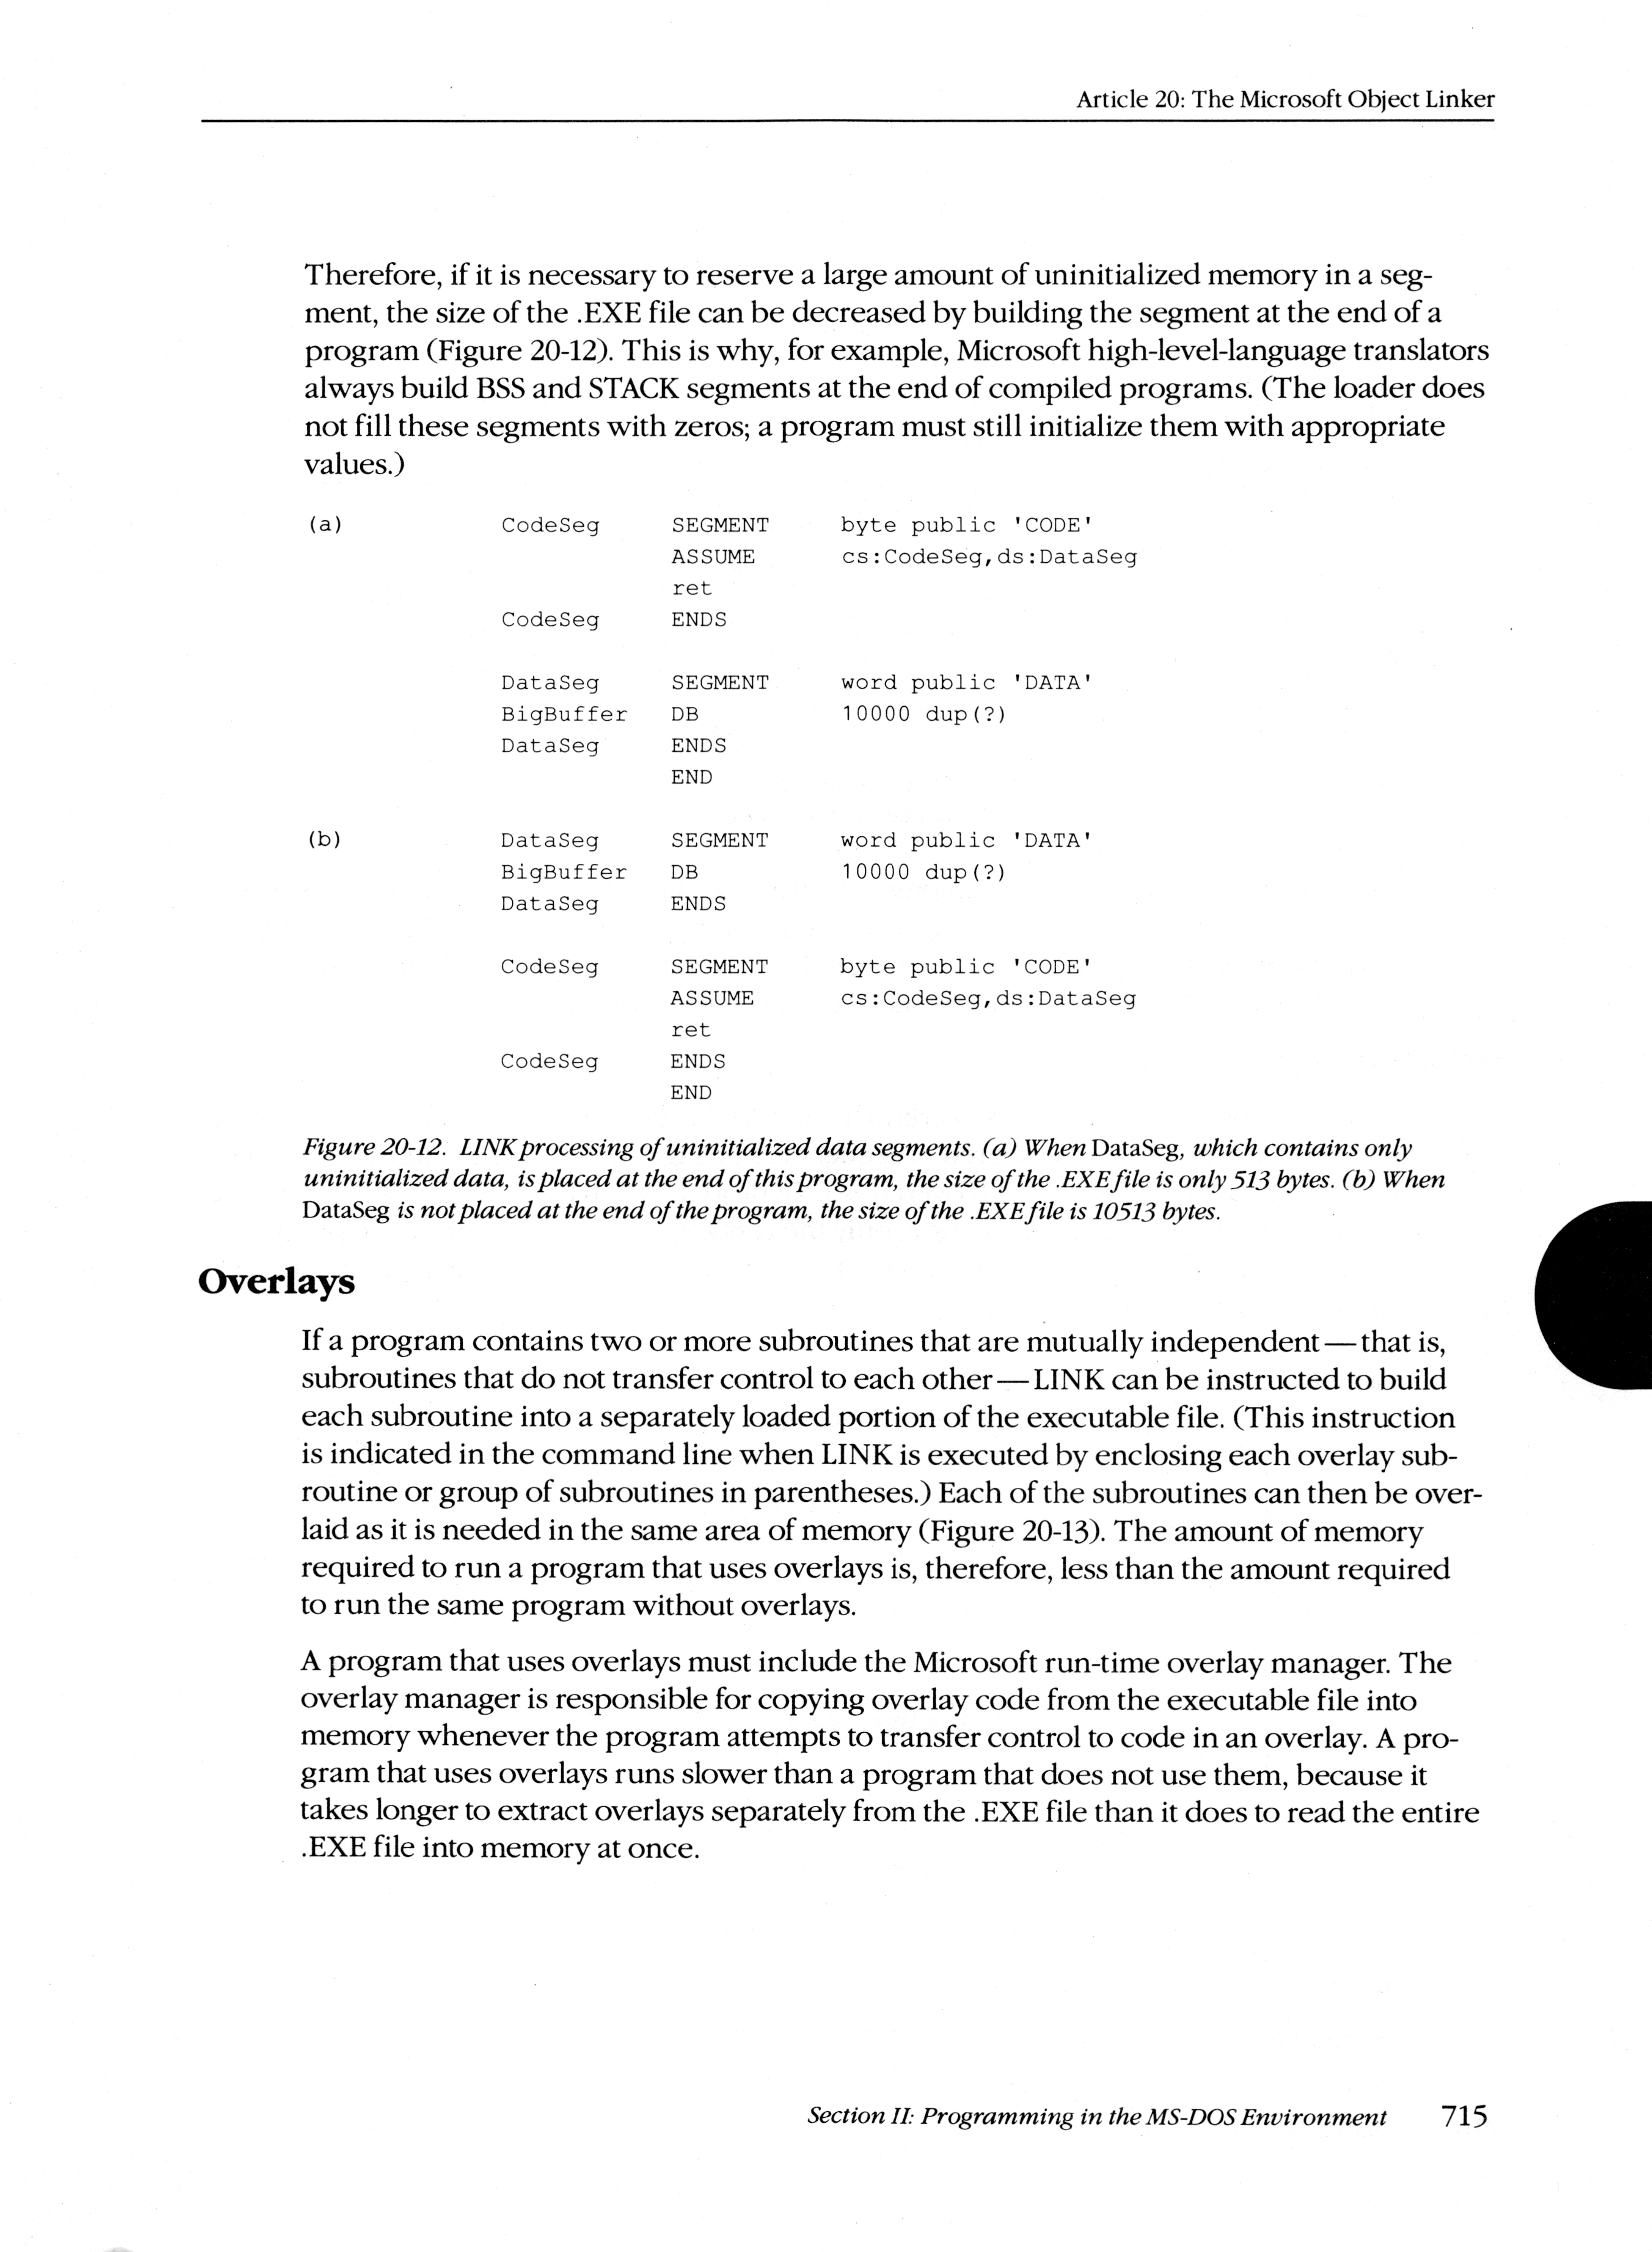 Article 20: The Microsoft Object Linker
Therefore, if it is necessary to reserve a large amount of uninitialized memory in a seg-
ment, the size of the .EXE file can be decreased by building the segment at the end of a
program (Figure 20-12). This is why, for example, Microsoft high-level-language translators
always build BSS and STACK segments at the end of compiled programs. (The loader does
not fill these segments with zeros; a program must still initialize them with appropriate
values.)
(a) CodeSeg SEGMENT byte public 'CODE'
ASSUME cs:CodeSeg,ds:DataSeg
ret
CodeSeg ENDS
DataSeg SEGMENT word public 'DATA'
BigBuffer DB 10000 dup(?)
DataSeg ENDS
END
(b) DataSeg SEGMENT word public 'DATA'
BigBuffer DB 10000 dup(?)
DataSeg ENDS
CodeSeg SEGMENT byte public 'CODE'
ASSUME cs:CodeSeg,ds:DataSeg
ret
CodeSeg ENDS
END
Figure 20-12. LINK processing of uninitialized data segments. (a) When DataSeg, which contains only
uninitialized data, is placed at the end of this program, the size of the .EXE file is only 513 bytes. (b) When
DataSeg is not placed at the end of the program, the size of the .EXE file is 10513 bytes.
Overlays
If a program contains two or more subroutines that are mutually independent — that is,
subroutines that do not transfer control to each other — LINK can be instructed to build
each subroutine into a separately loaded portion of the executable file. (This instruction
is indicated in the command line when LINK is executed by enclosing each overlay sub-
routine or group of subroutines in parentheses.) Each of the subroutines can then be over-
laid as it is needed in the same area of memory (Figure 20-13). The amount of memory
required to run a program that uses overlays is, therefore, less than the amount required
to run the same program without overlays.
A program that uses overlays must include the Microsoft run-time overlay manager. The
overlay manager is responsible for copying overlay code from the executable file into
memory whenever the program attempts to transfer control to code in an overlay. A pro-
gram that uses overlays runs slower than a program that does not use them, because it
takes longer to extract overlays separately from the .EXE file than it does to read the entire
.EXE file into memory at once.
Section II: Programming in the MS-DOS Environment 715